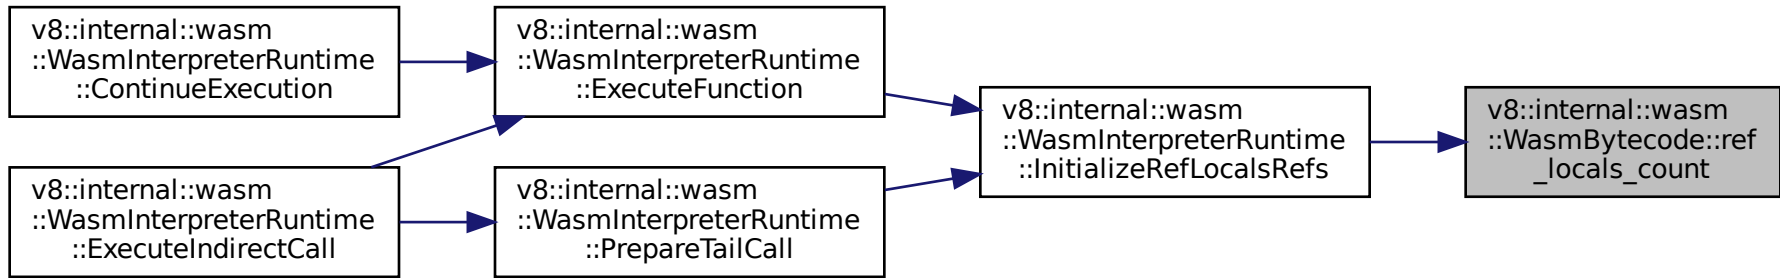 v8::internal::wasm
::WasmInterpreterRuntime
::ContinueExecution
v8::internal::wasm
::WasmInterpreterRuntime
::ExecuteFunction
v8::internal::wasm
::WasmInterpreterRuntime
::InitializeRefLocalsRefs
v8::internal::wasm
::WasmBytecode::ref
_locals_count
v8::internal::wasm
::WasmInterpreterRuntime
::ExecuteIndirectCall
v8::internal::wasm
::WasmInterpreterRuntime
::PrepareTailCall